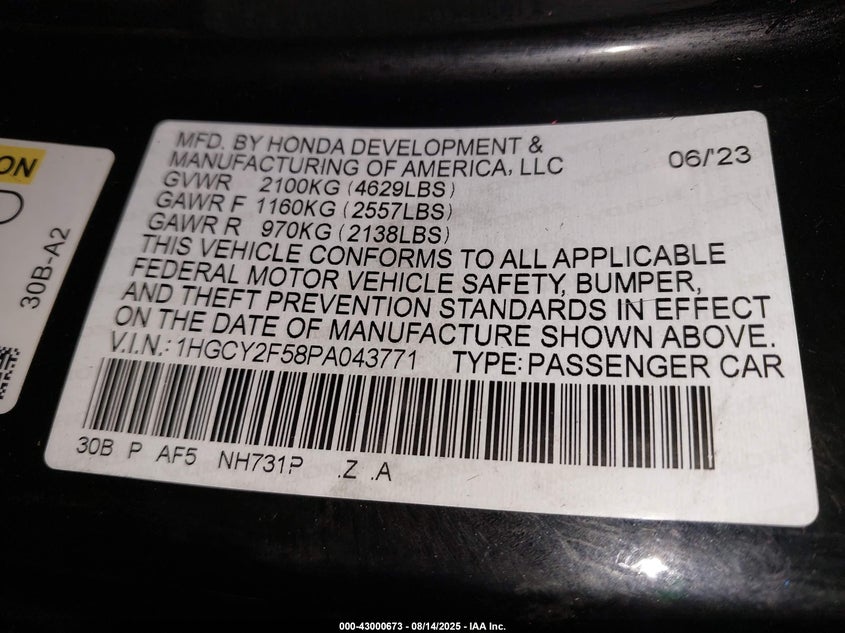 ON
30B-A2
MFD. BY HONDA DEVELOPMENT &
MANUFACTURING OF AMERICA, LLC
06/'23
GVWR 2100KG (4629LBS)
GAWR F 1160KG (2557LBS)
GAWR R 970KG (2138LBS)
THIS VEHICLE CONFORMS TO ALL APPLICABLE
FEDERAL MOTOR VEHICLE SAFETY, BUMPER,
AND THEFT PREVENTION STANDARDS IN EFFECT
ON THE DATE OF MANUFACTURE SHOWN ABOVE.
V.I.N.: 1HGCY2F58PA043771 TYPE: PASSENGER CAR
30B P AF5 NH731P .Z .A
000-43000673 - 08/14/2025 - IAA Inc.